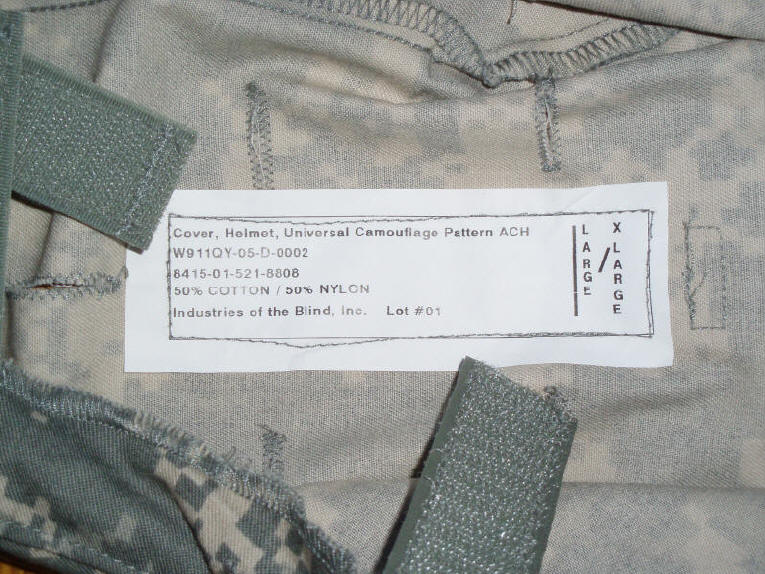 Cover, Helmet, Universal Camouflage Pattern ACH
W911QY-05-D-0002
8415-01-521-8808
50% COTTON / 50% NYLON
Industries of the Blind, Inc. Lot #01
LARGE / X LARGE